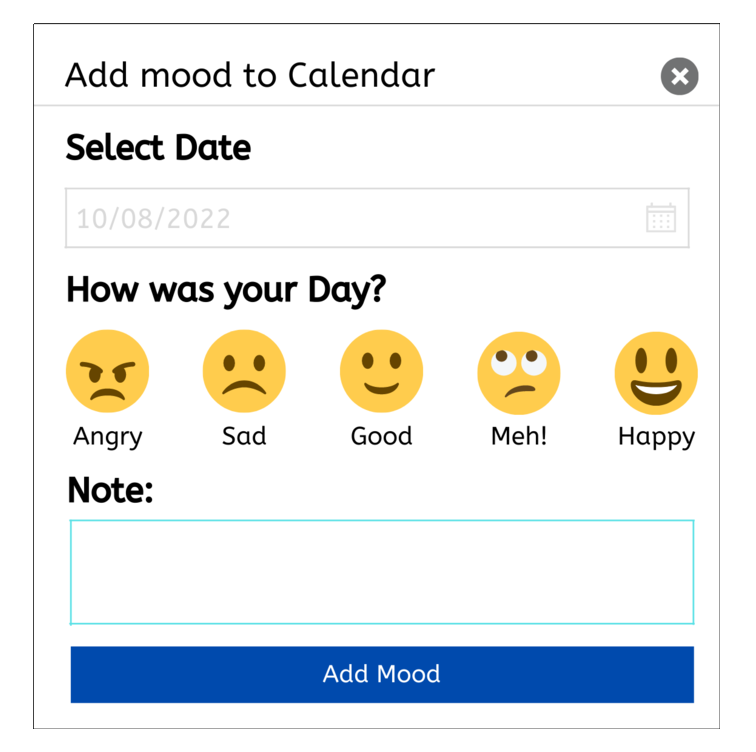 Add mood to Calendar
Select Date
10/08/2022
How was your Day?
Angry Sad Good Meh! Happy
Note:
Add Mood